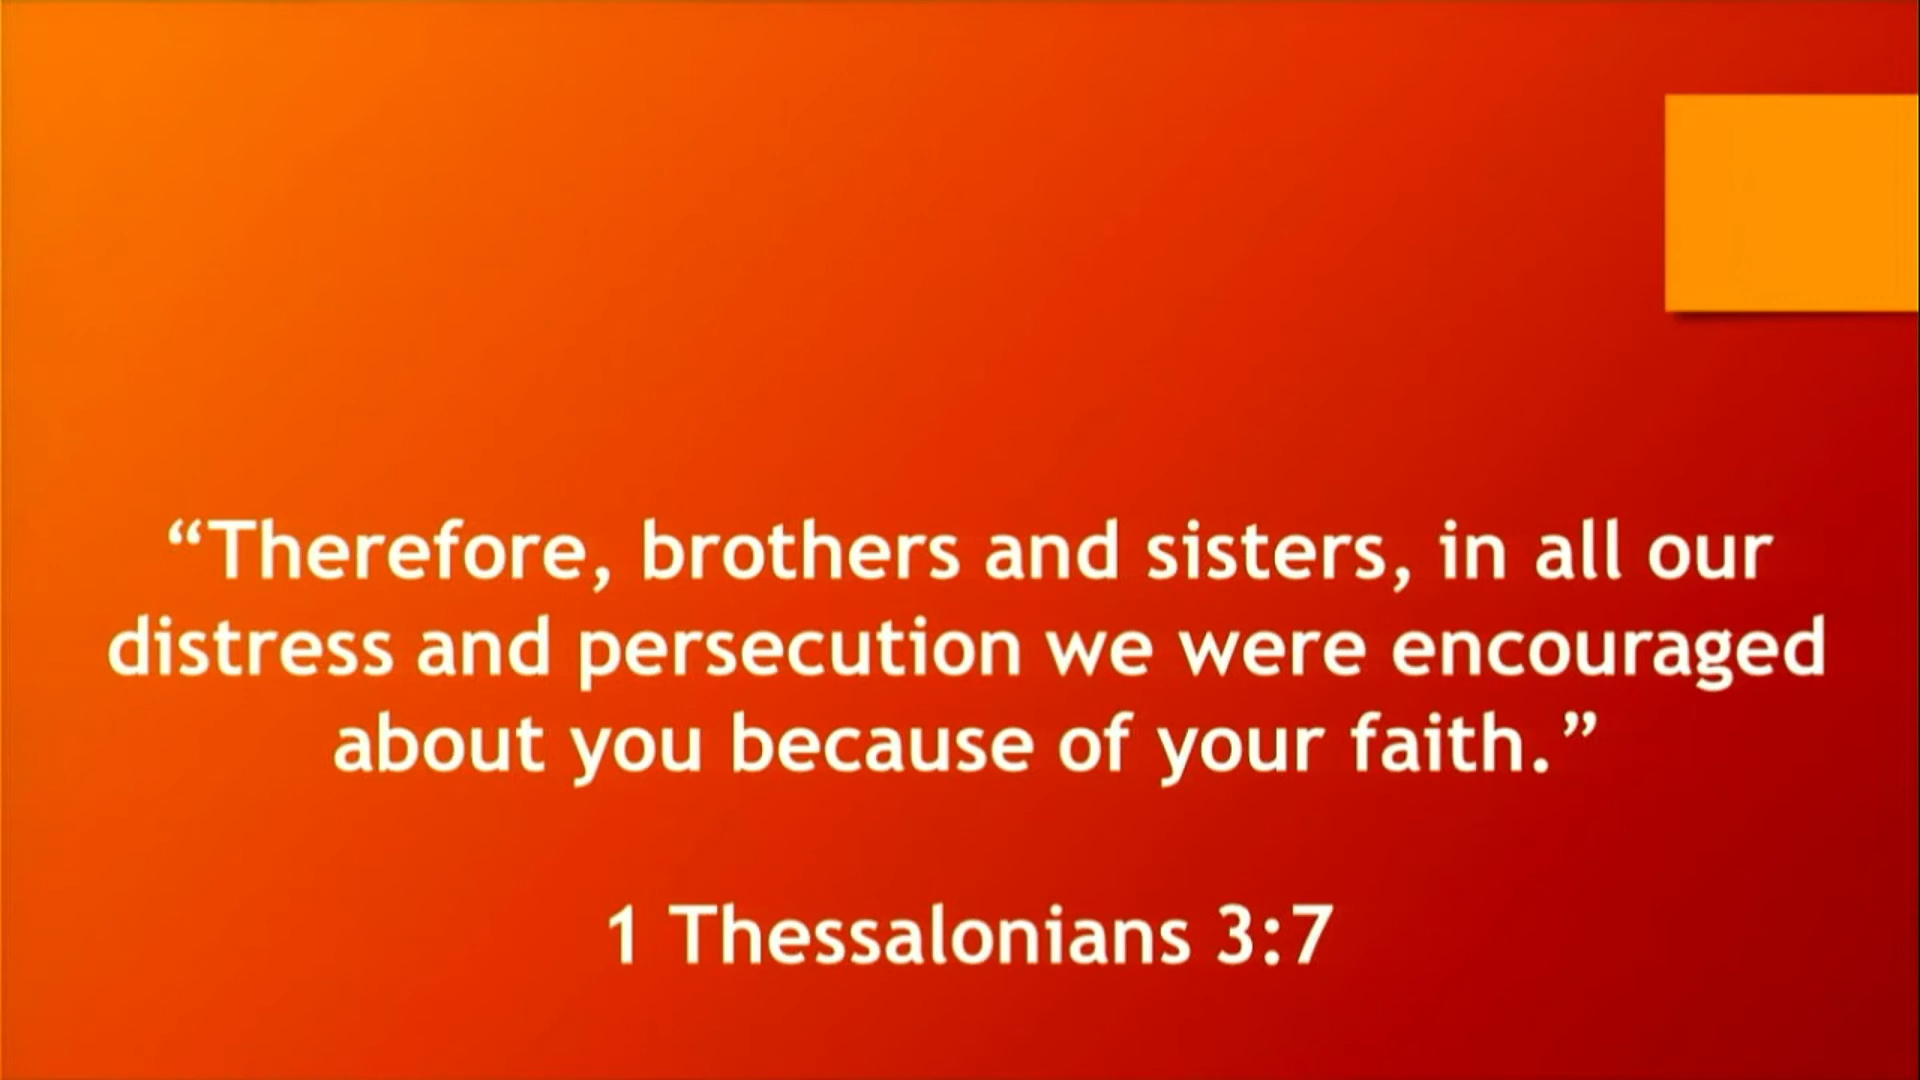 “Therefore, brothers and sisters, in all our
distress and persecution we were encouraged
about you because of your faith.”
1 Thessalonians 3:7